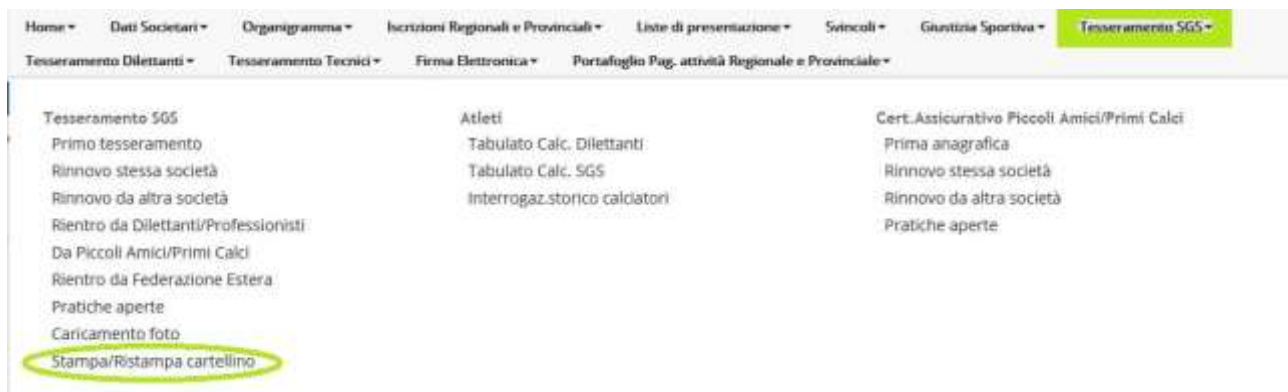 Home Dati Societari Organigramma Iscrizioni Regionali e Provinciali Liste di presentazione Svincoli Giustizia Sportiva Tesseramento SGS
Tesseramento Dilettanti Tesseramento Tecnici Firma Elettronica Portafoglio Pag. attività Regionale e Provinciale
Tesseramento SGS
Primo tesseramento
Rinnovo stessa società
Rinnovo da altra società
Rientro da Dilettanti/Professionisti
Da Piccoli Amici/Primi Calci
Rientro da Federazione Estera
Pratiche aperte
Caricamento foto
Stampa/Ristampa cartellino
Atleti
Tabulato Calc. Dilettanti
Tabulato Calc. SGS
Interrogaz.storico calciatori
Cert.Assicurativo Piccoli Amici/Primi Calci
Prima anagrafica
Rinnovo stessa società
Rinnovo da altra società
Pratiche aperte